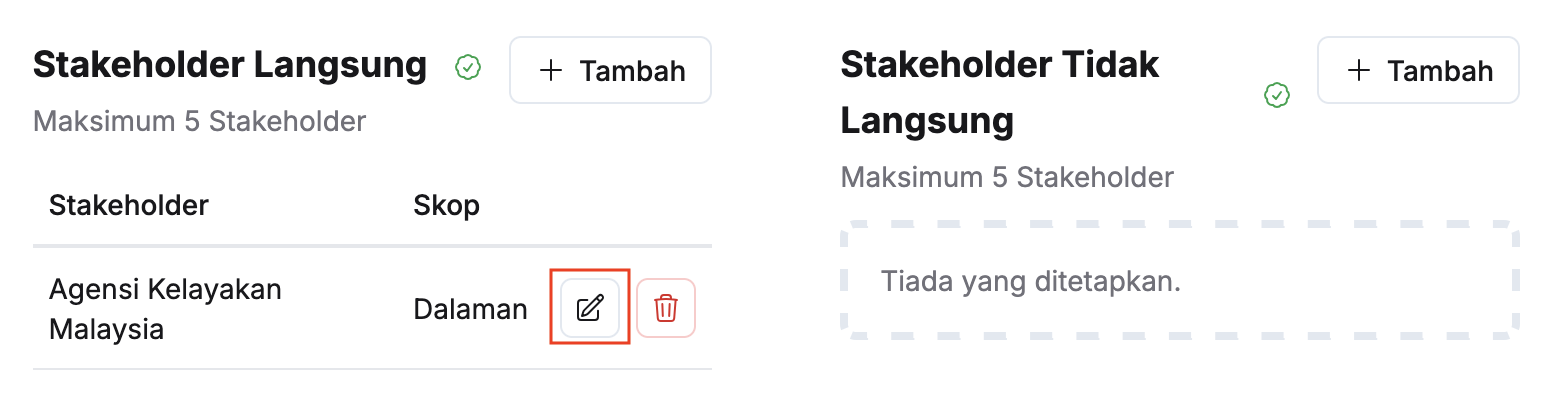 Stakeholder Langsung
+ Tambah
Maksimum 5 Stakeholder
Stakeholder Skop
Agensi Kelayakan
Malaysia
Dalaman
Stakeholder Tidak
Langsung
+ Tambah
Maksimum 5 Stakeholder
Tiada yang ditetapkan.